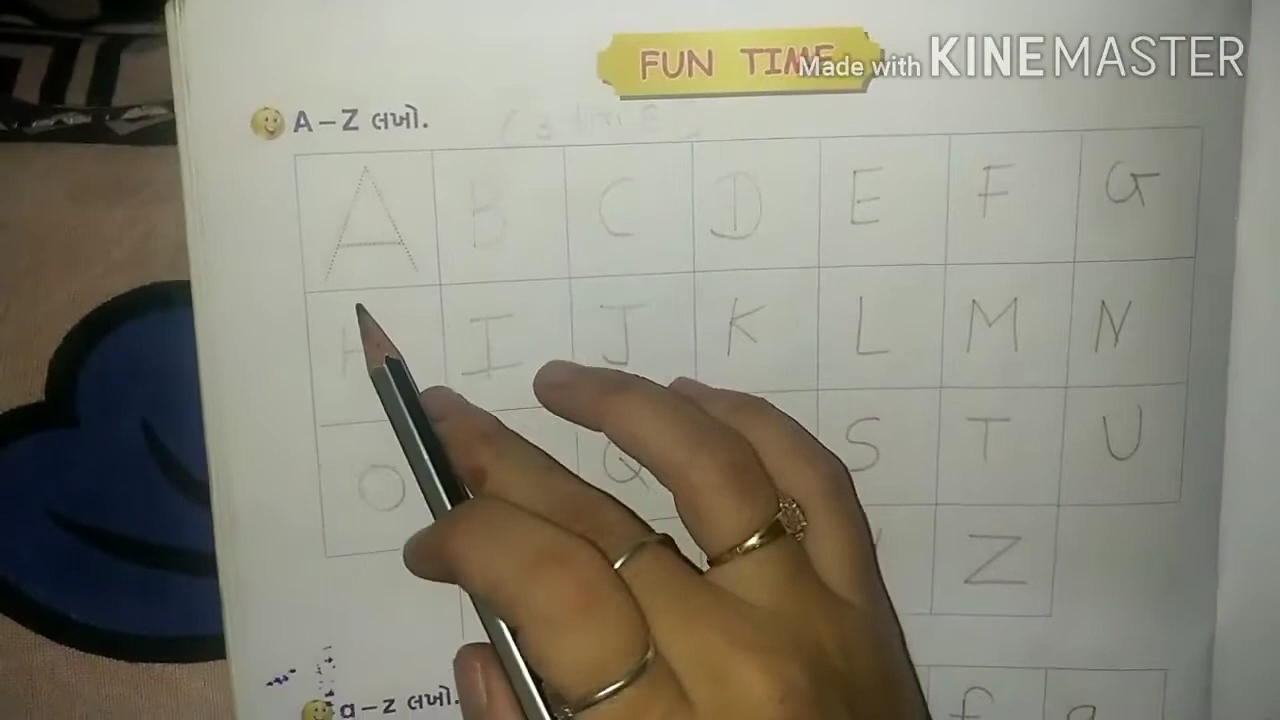 FUN TIME
Made with KINEMASTER
A-Z લખો.
A B C D E F G
H I J K L M N
O Q S T U
Z
a-z લખો.
f g